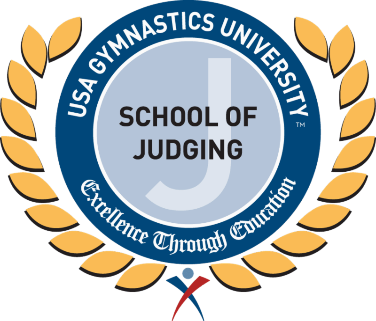 USA GYMNASTICS UNIVERSITY
TM
J
SCHOOL OF
JUDGING
Excellence Through Education